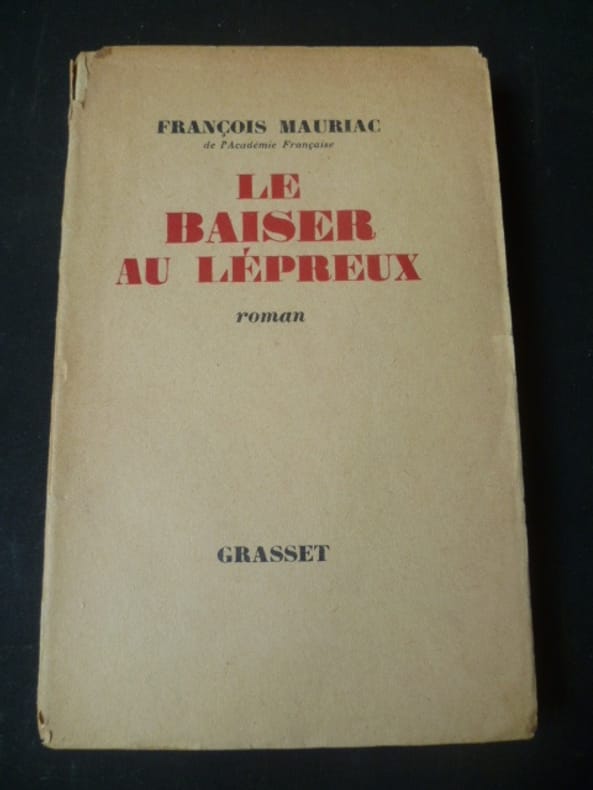 FRANÇOIS MAURIAC
de l'Académie Française
LE
BAISER
AU LÉPREUX
roman
GRASSET